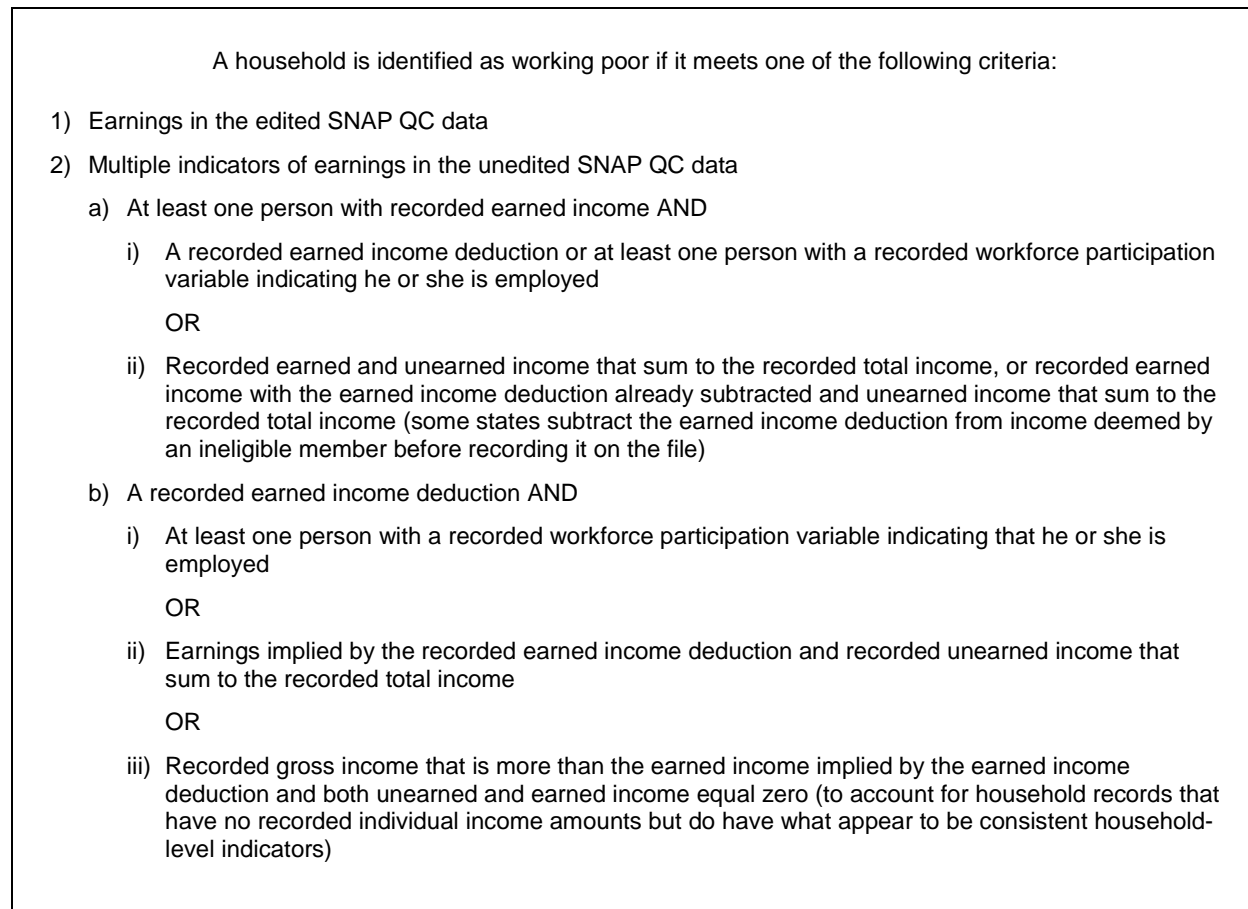 A household is identified as working poor if it meets one of the following criteria:
1) Earnings in the edited SNAP QC data
2) Multiple indicators of earnings in the unedited SNAP QC data
a) At least one person with recorded earned income AND
i) A recorded earned income deduction or at least one person with a recorded workforce participation
variable indicating he or she is employed
OR
ii) Recorded earned and unearned income that sum to the recorded total income, or recorded earned
income with the earned income deduction already subtracted and unearned income that sum to the
recorded total income (some states subtract the earned income deduction from income deemed by
an ineligible member before recording it on the file)
b) A recorded earned income deduction AND
i) At least one person with a recorded workforce participation variable indicating that he or she is
employed
OR
ii) Earnings implied by the recorded earned income deduction and recorded unearned income that
sum to the recorded total income
OR
iii) Recorded gross income that is more than the earned income implied by the earned income
deduction and both unearned and earned income equal zero (to account for household records that
have no recorded individual income amounts but do have what appear to be consistent household-
level indicators)